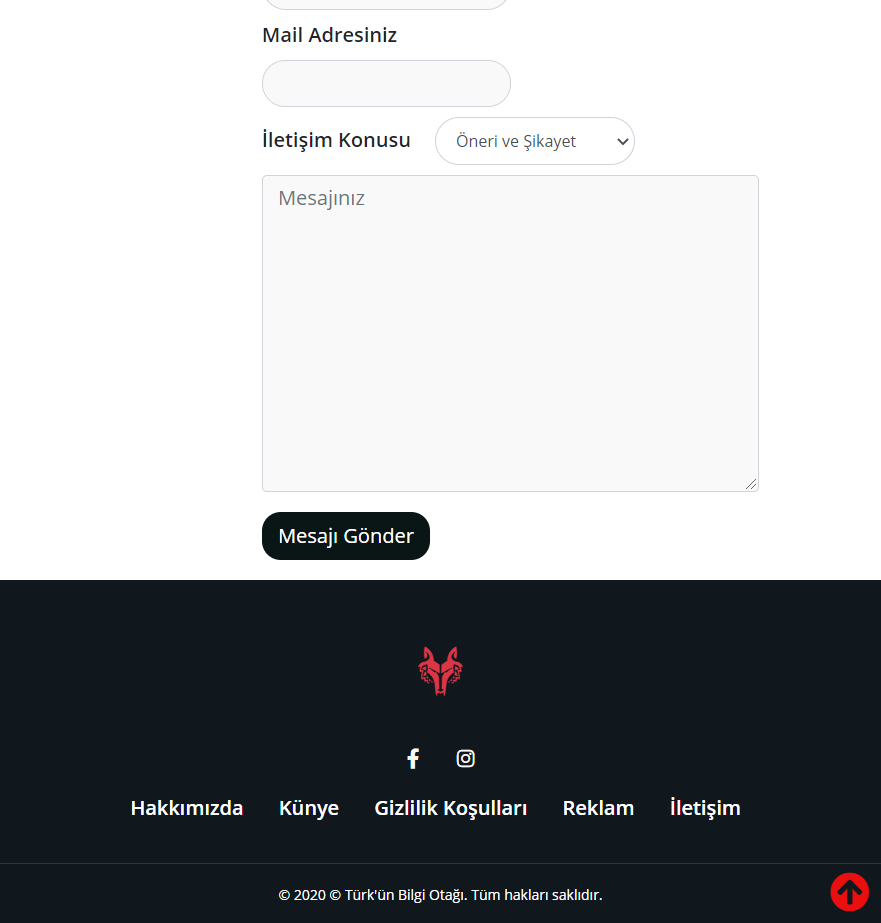 Mail Adresiniz
İletişim Konusu Öneri ve Şikayet
Mesajınız
Mesajı Gönder
Hakkımızda Künye Gizlilik Koşulları Reklam İletişim
© 2020 © Türk'ün Bilgi Otağı. Tüm hakları saklıdır.